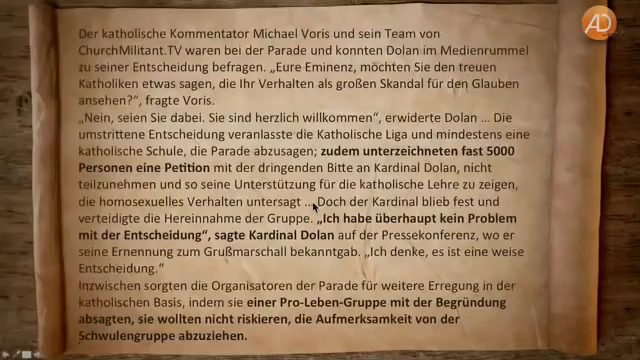 AD
Der katholische Kommentator Michael Voris und sein Team von
ChurchMilitant.TV waren bei der Parade und konnten Dolan im Medienrummel
zu seiner Entscheidung befragen. „Eure Eminenz, möchten Sie den treuen
Katholiken etwas sagen, die Ihr Verhalten als großen Skandal für den Glauben
ansehen?“, fragte Voris.
„Nein, seien Sie dabei. Sie sind herzlich willkommen“, erwiderte Dolan ... Die
umstrittene Entscheidung veranlasste die Katholische Liga und mindestens eine
katholische Schule, die Parade abzusagen; zudem unterzeichneten fast 5000
Personen eine Petition mit der dringenden Bitte an Kardinal Dolan, nicht
teilzunehmen und so seine Unterstützung für die katholische Lehre zu zeigen,
die homosexuelles Verhalten untersagt ... Doch der Kardinal blieb fest und
verteidigte die Hereinnahme der Gruppe. „Ich habe überhaupt kein Problem
mit der Entscheidung“, sagte Kardinal Dolan auf der Pressekonferenz, wo er
seine Ernennung zum Grußmarschall bekanntgab. „Ich denke, es ist eine weise
Entscheidung.“
Inzwischen sorgten die Organisatoren der Parade für weitere Erregung in der
katholischen Basis, indem sie einer Pro-Leben-Gruppe mit der Begründung
absagten, sie wollten nicht riskieren, die Aufmerksamkeit von der
Schwulengruppe abzuziehen.